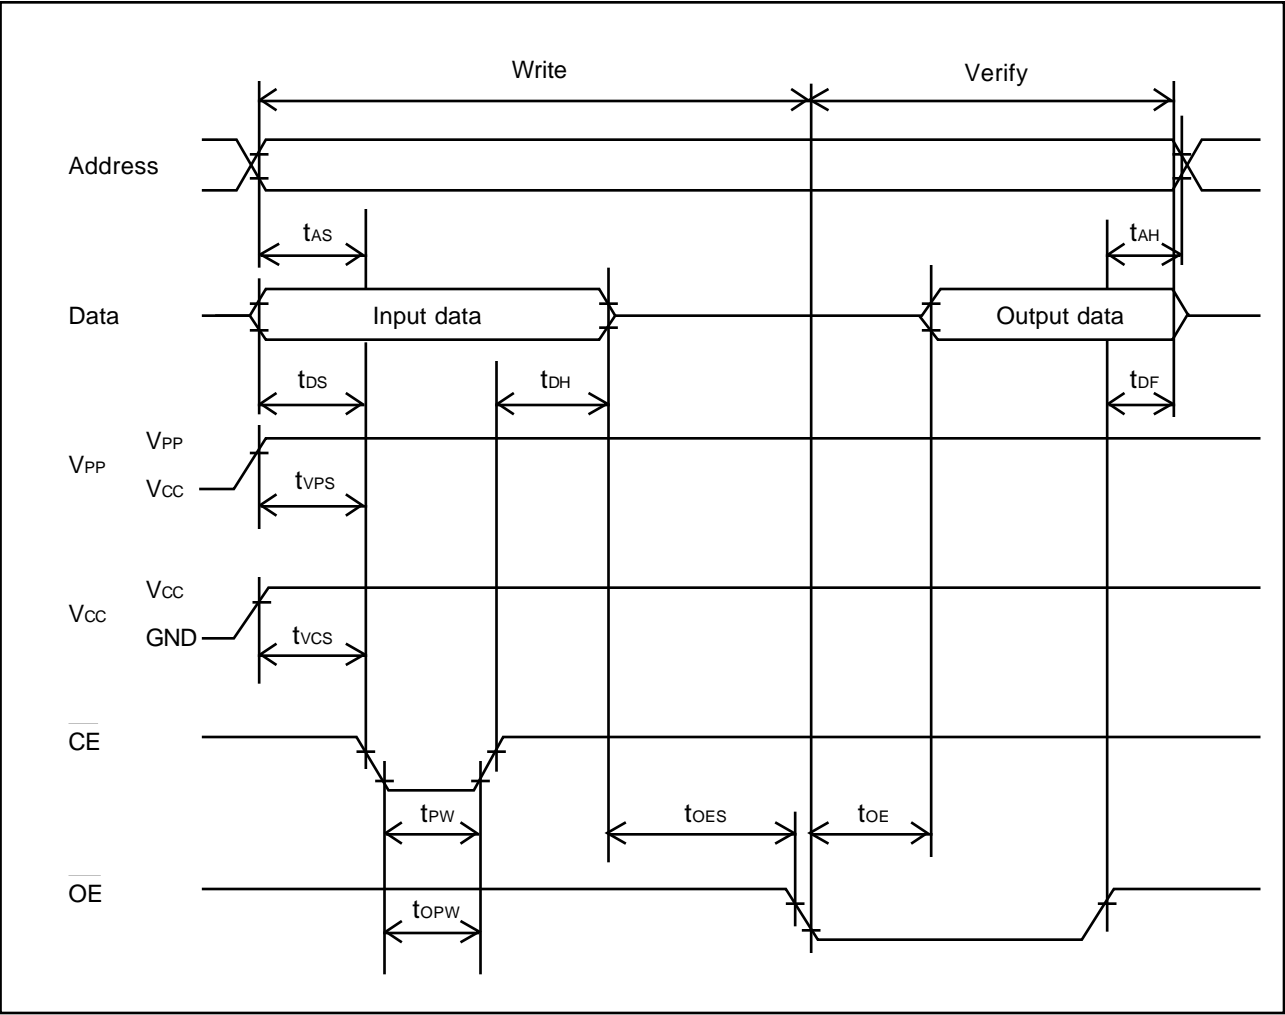 Write
Verify
Address
tAS
tAH
Data
Input data
Output data
tDS
tDH
tDF
VPP
VPP
VCC
tVPS
VCC
VCC
GND
tVCS
CE
tPW
tOES
tOE
OE
tOPW